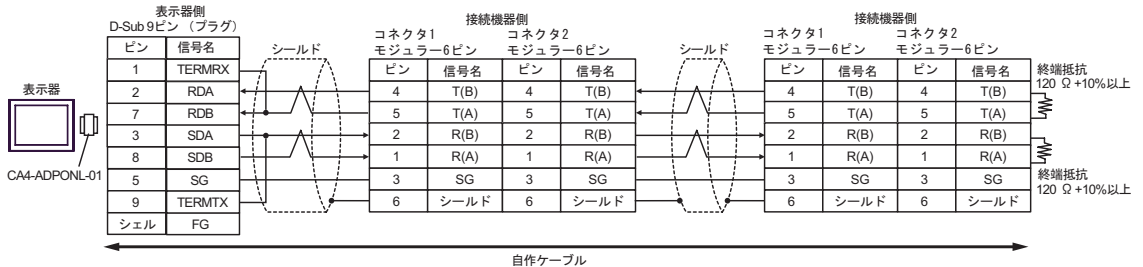 表示器
CA4-ADPONL-01
表示器側
D-Sub 9ピン （プラグ）
ピン 信号名
1 TERMRX
2 RDA
7 RDB
3 SDA
8 SDB
5 SG
9 TERMTX
シェル FG
シールド
接続機器側
コネクタ1 コネクタ2
モジュラー6ピン モジュラー6ピン
ピン 信号名 ピン 信号名
4 T(B) 4 T(B)
5 T(A) 5 T(A)
2 R(B) 2 R(B)
1 R(A) 1 R(A)
3 SG 3 SG
6 シールド 6 シールド
シールド
接続機器側
コネクタ1 コネクタ2
モジュラー6ピン モジュラー6ピン
ピン 信号名 ピン 信号名
4 T(B) 4 T(B)
5 T(A) 5 T(A)
2 R(B) 2 R(B)
1 R(A) 1 R(A)
3 SG 3 SG
6 シールド 6 シールド
終端抵抗
120 Ω +10%以上
終端抵抗
120 Ω +10%以上
自作ケーブル